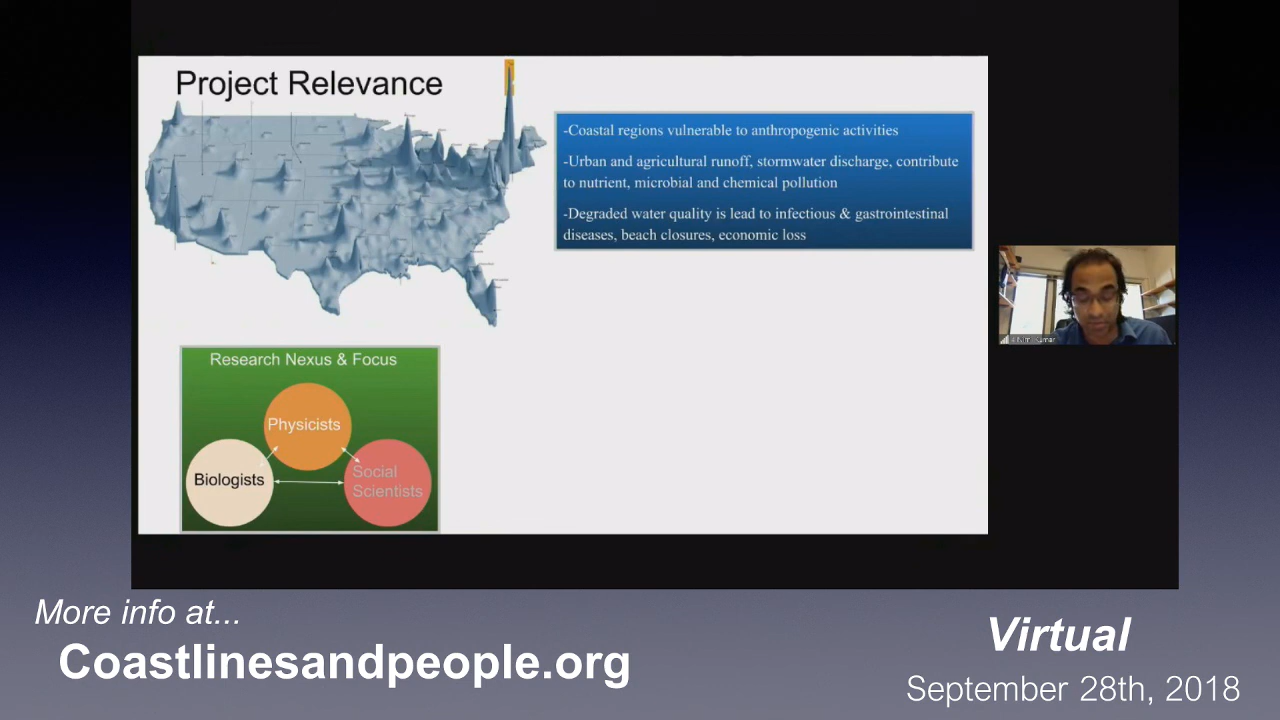 Project Relevance
-Coastal regions vulnerable to anthropogenic activities
-Urban and agricultural runoff, stormwater discharge, contribute
to nutrient, microbial and chemical pollution
-Degraded water quality is lead to infectious & gastrointestinal
diseases, beach closures, economic loss
Research Nexus & Focus
Physicists
Biologists
Social
Scientists
Kumar
More info at...
Coastlinesandpeople.org
Virtual
September 28th, 2018